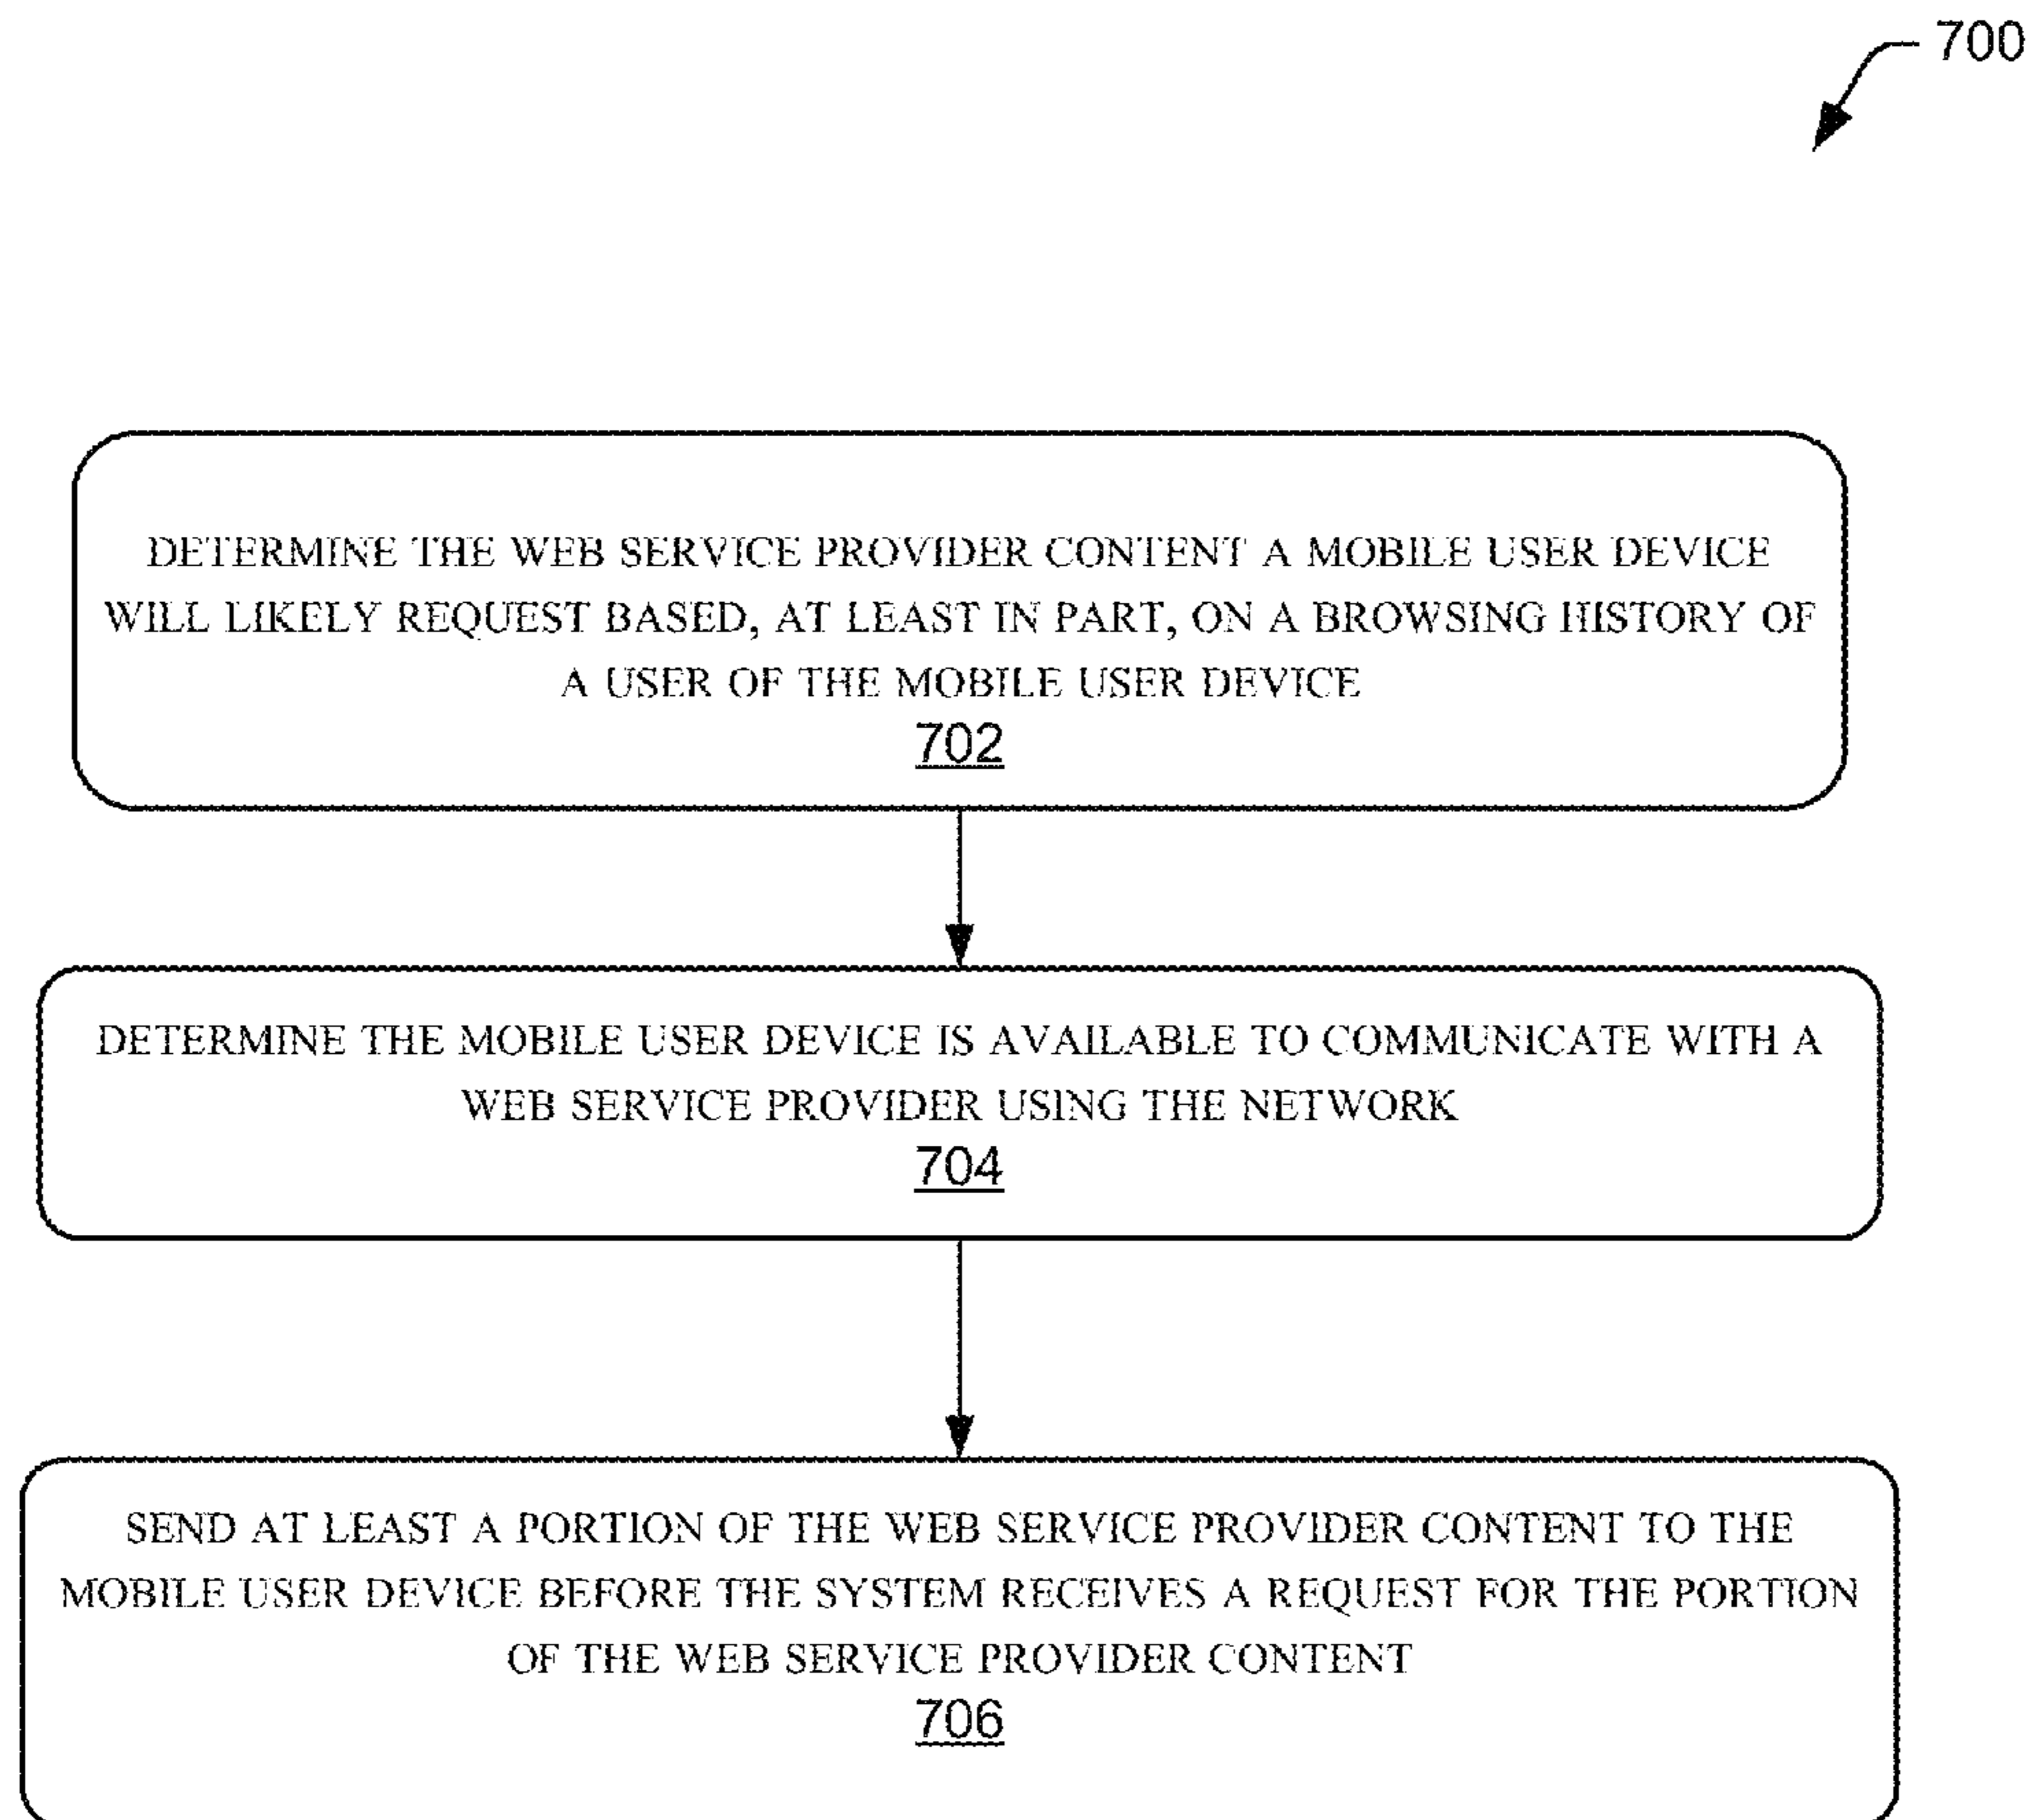 700
DETERMINE THE WEB SERVICE PROVIDER CONTENT A MOBILE USER DEVICE
WILL LIKELY REQUEST BASED, AT LEAST IN PART, ON A BROWSING HISTORY OF
A USER OF THE MOBILE USER DEVICE
702
DETERMINE THE MOBILE USER DEVICE IS AVAILABLE TO COMMUNICATE WITH A
WEB SERVICE PROVIDER USING THE NETWORK
704
SEND AT LEAST A PORTION OF THE WEB SERVICE PROVIDER CONTENT TO THE
MOBILE USER DEVICE BEFORE THE SYSTEM RECEIVES A REQUEST FOR THE PORTION
OF THE WEB SERVICE PROVIDER CONTENT
706